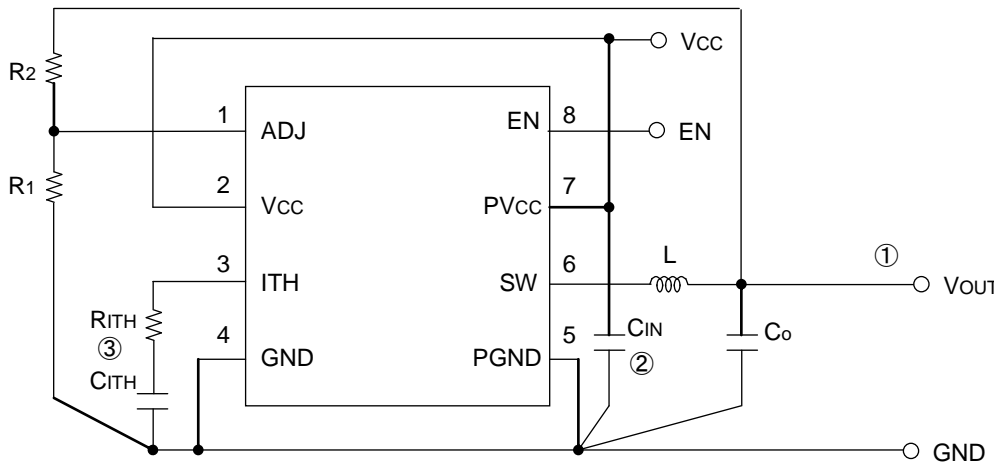 VCC
R2
1 ADJ EN 8 EN
R1
2 VCC PVCC 7
3 ITH SW 6 L ① VOUT
RITH
③
CITH
4 GND PGND 5 CIN
② Co
GND